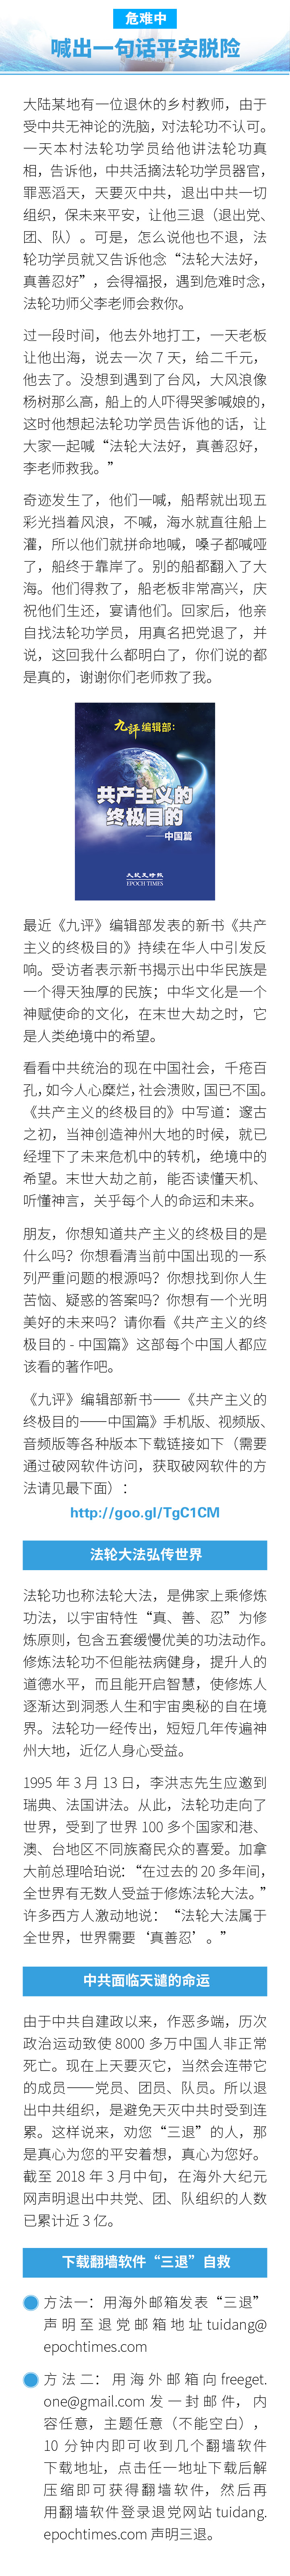 危难中
喊出一句话平安脱险
大陆某地有一位退休的乡村教师，由于
受中共无神论的洗脑，对法轮功不认可。
一天本村法轮功学员给他讲法轮功真
相，告诉他，中共活摘法轮功学员器官，
罪恶滔天，天要灭中共，退出中共一切
组织，保未来平安，让他三退（退出党、
团、队）。可是，怎么说他也不退，法
轮功学员就又告诉他念“法轮大法好，
真善忍好”，会得福报，遇到危难时念，
法轮功师父李老师会救你。
过一段时间，他去外地打工，一天老板
让他出海，说去一次 7 天，给二千元，
他去了。没想到遇到了台风，大风浪像
杨树那么高，船上的人吓得哭爹喊娘的，
这时他想起法轮功学员告诉他的话，让
大家一起喊“法轮大法好，真善忍好，
李老师救我。”
奇迹发生了，他们一喊，船帮就出现五
彩光挡着风浪，不喊，海水就直往船上
灌，所以他们就拼命地喊，嗓子都喊哑
了，船终于靠岸了。别的船都翻入了大
海。他们得救了，船老板非常高兴，庆
祝他们生还，宴请他们。回家后，他亲
自找法轮功学员，用真名把党退了，并
说，这回我什么都明白了，你们说的都
是真的，谢谢你们老师救了我。
九評编辑部：
共产主义的
终极目的
——中国篇
大紀元時報
EPOCH TIMES
最近《九评》编辑部发表的新书《共产
主义的终极目的》持续在华人中引发反
响。受访者表示新书揭示出中华民族是
一个得天独厚的民族；中华文化是一个
神赋使命的文化，在末世大劫之时，它
是人类绝境中的希望。
看看中共统治的现在中国社会，千疮百
孔，如今人心糜烂，社会溃败，国已不国。
《共产主义的终极目的》中写道：邃古
之初，当神创造神州大地的时候，就已
经埋下了未来危机中的转机，绝境中的
希望。末世大劫之前，能否读懂天机、
听懂神言，关乎每个人的命运和未来。
朋友，你想知道共产主义的终极目的是
什么吗？你想看清当前中国出现的一系
列严重问题的根源吗？你想找到你人生
苦恼、疑惑的答案吗？你想有一个光明
美好的未来吗？请你看《共产主义的终
极目的 - 中国篇》这部每个中国人都应
该看的著作吧。
《九评》编辑部新书——《共产主义的
终极目的——中国篇》手机版、视频版、
音频版等各种版本下载链接如下（需要
通过破网软件访问，获取破网软件的方
法请见最下面）：
http://goo.gl/TgC1CM
法轮大法弘传世界
法轮功也称法轮大法，是佛家上乘修炼
功法，以宇宙特性“真、善、忍”为修
炼原则，包含五套缓慢优美的功法动作。
修炼法轮功不但能祛病健身，提升人的
道德水平，而且能开启智慧，使修炼人
逐渐达到洞悉人生和宇宙奥秘的自在境
界。法轮功一经传出，短短几年传遍神
州大地，近亿人身心受益。
1995 年 3 月 13 日，李洪志先生应邀到
瑞典、法国讲法。从此，法轮功走向了
世界，受到了世界 100 多个国家和港、
澳、台地区不同族裔民众的喜爱。加拿
大前总理哈珀说：“在过去的 20 多年间，
全世界有无数人受益于修炼法轮大法。”
许多西方人激动地说：“法轮大法属于
全世界，世界需要‘真善忍’。”
中共面临天谴的命运
由于中共自建政以来，作恶多端，历次
政治运动致使 8000 多万中国人非正常
死亡。现在上天要灭它，当然会连带它
的成员——党员、团员、队员。所以退
出中共组织，是避免天灭中共时受到连
累。这样说来，劝您“三退”的人，那
是真心为您的平安着想，真心为您好。
截至 2018 年 3 月中旬，在海外大纪元
网声明退出中共党、团、队组织的人数
已累计近 3 亿。
下载翻墙软件“三退”自救
方法一：用海外邮箱发表“三退”
声明至退党邮箱地址 tuidang@
epochtimes.com
方法二：用海外邮箱向 freeget.
one@gmail.com 发一封邮件，内
容任意，主题任意（不能空白），
10 分钟内即可收到几个翻墙软件
下载地址，点击任一地址下载后解
压缩即可获得翻墙软件，然后再
用翻墙软件登录退党网站 tuidang.
epochtimes.com 声明三退。